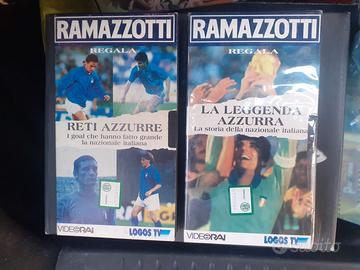 RAMAZZOTTI
REGALA
RETI AZZURRE
I goal che hanno fatto grande
la nazionale italiana
VIDEORAI
LOGOS TV
RAMAZZOTTI
REGALA
LA LEGGENDA
AZZURRA
La storia della nazionale italiana
VIDEORAI
LOGOS TV
subito